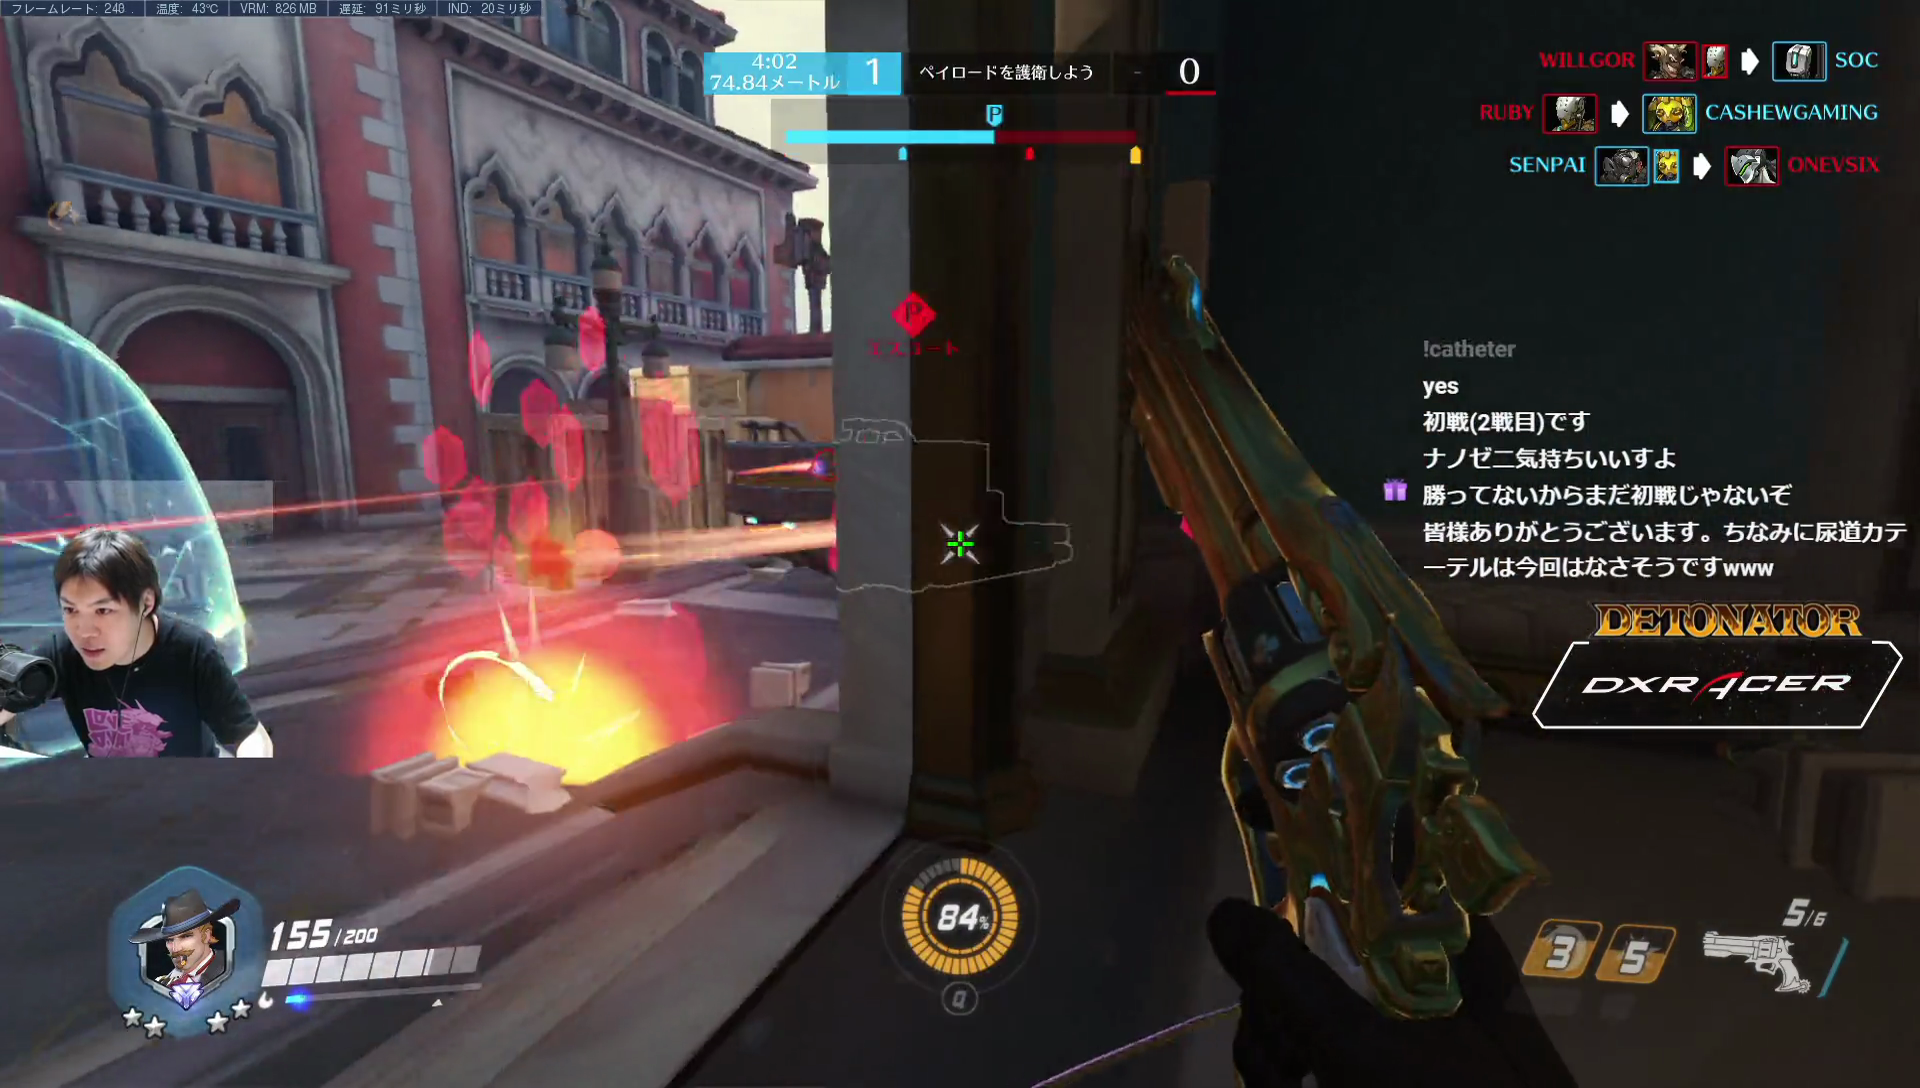 フレームレート: 248 . 温度: 43℃ VRM: 826 MB 遅延: 91ミリ秒 IND: 20ミリ秒
4:02
74.84メートル
1
ペイロードを護衛しよう
-
0
P
WILLGOR SOC
RUBY CASHEWGAMING
SENPAI ONEVSIX
P
エスコート
!catheter
yes
初戦(2戦目)です
ナノゼニ気持ちいいすよ
勝ってないからまだ初戦じゃないぞ
皆様ありがとうございます。ちなみに尿道カテ
ーテルは今回はなさそうですwww
DETONATOR
DXRACER
155/200
84%
Q
3
5
5/6